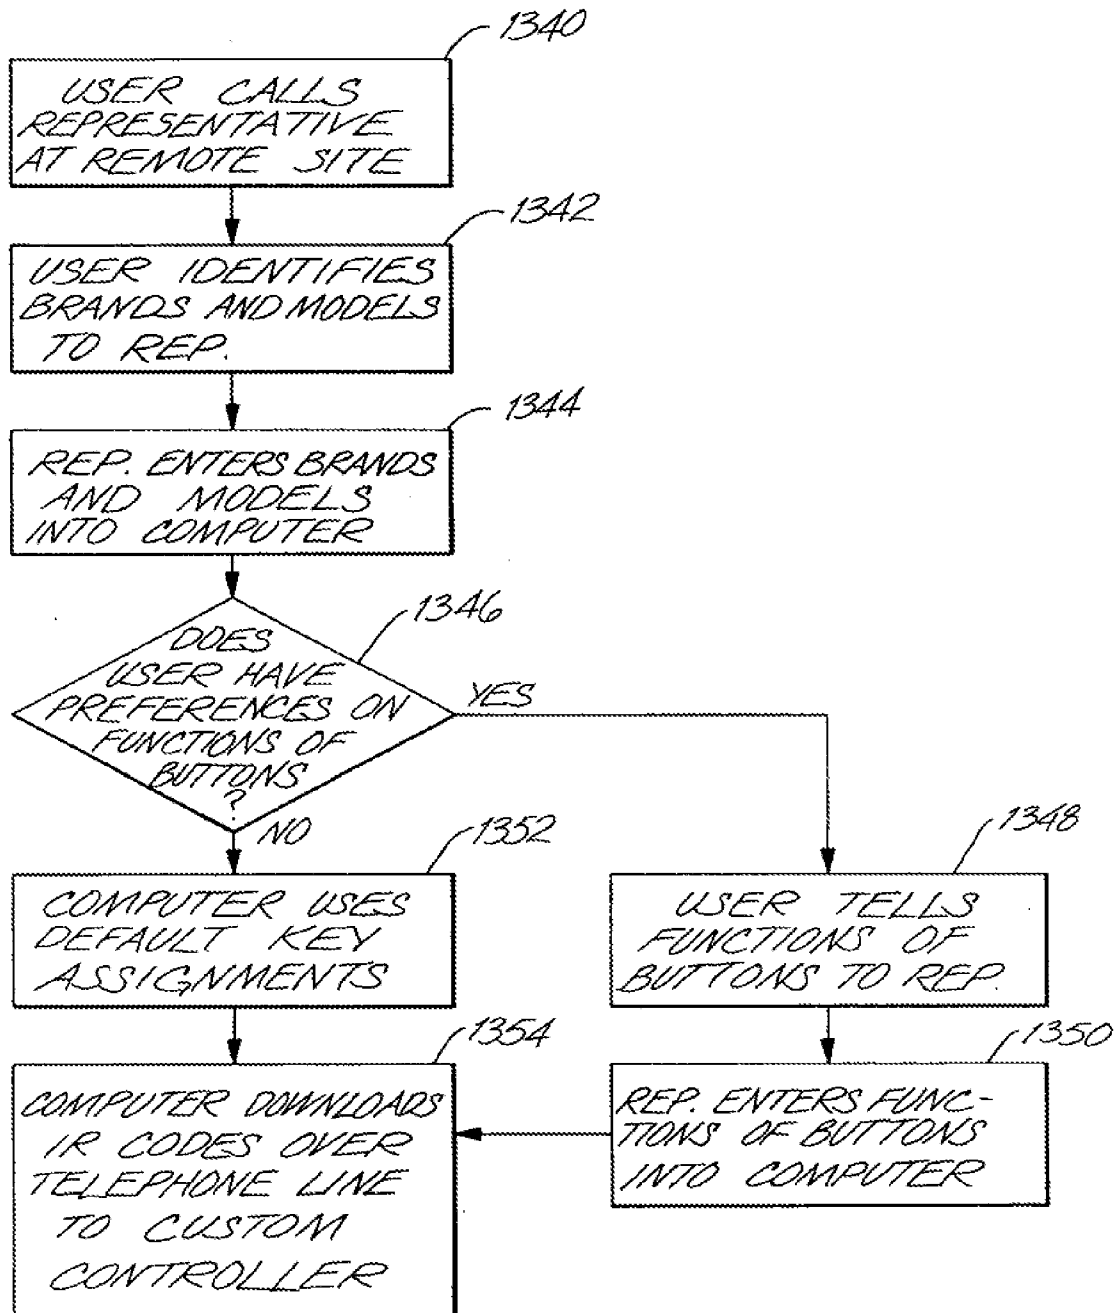 1340
USER CALLS
REPRESENTATIVE
AT REMOTE SITE
1342
USER IDENTIFIES
BRANDS AND MODELS
TO REP.
1344
REP. ENTERS BRANDS
AND MODELS
INTO COMPUTER
1346
DOES
USER HAVE
PREFERENCES ON
FUNCTIONS OF
BUTTONS
?
YES
NO
1352
COMPUTER USES
DEFAULT KEY
ASSIGNMENTS
1348
USER TELLS
FUNCTIONS OF
BUTTONS TO REP.
1350
REP. ENTERS FUNC-
TIONS OF BUTTONS
INTO COMPUTER
1354
COMPUTER DOWNLOADS
IR CODES OVER
TELEPHONE LINE
TO CUSTOM
CONTROLLER